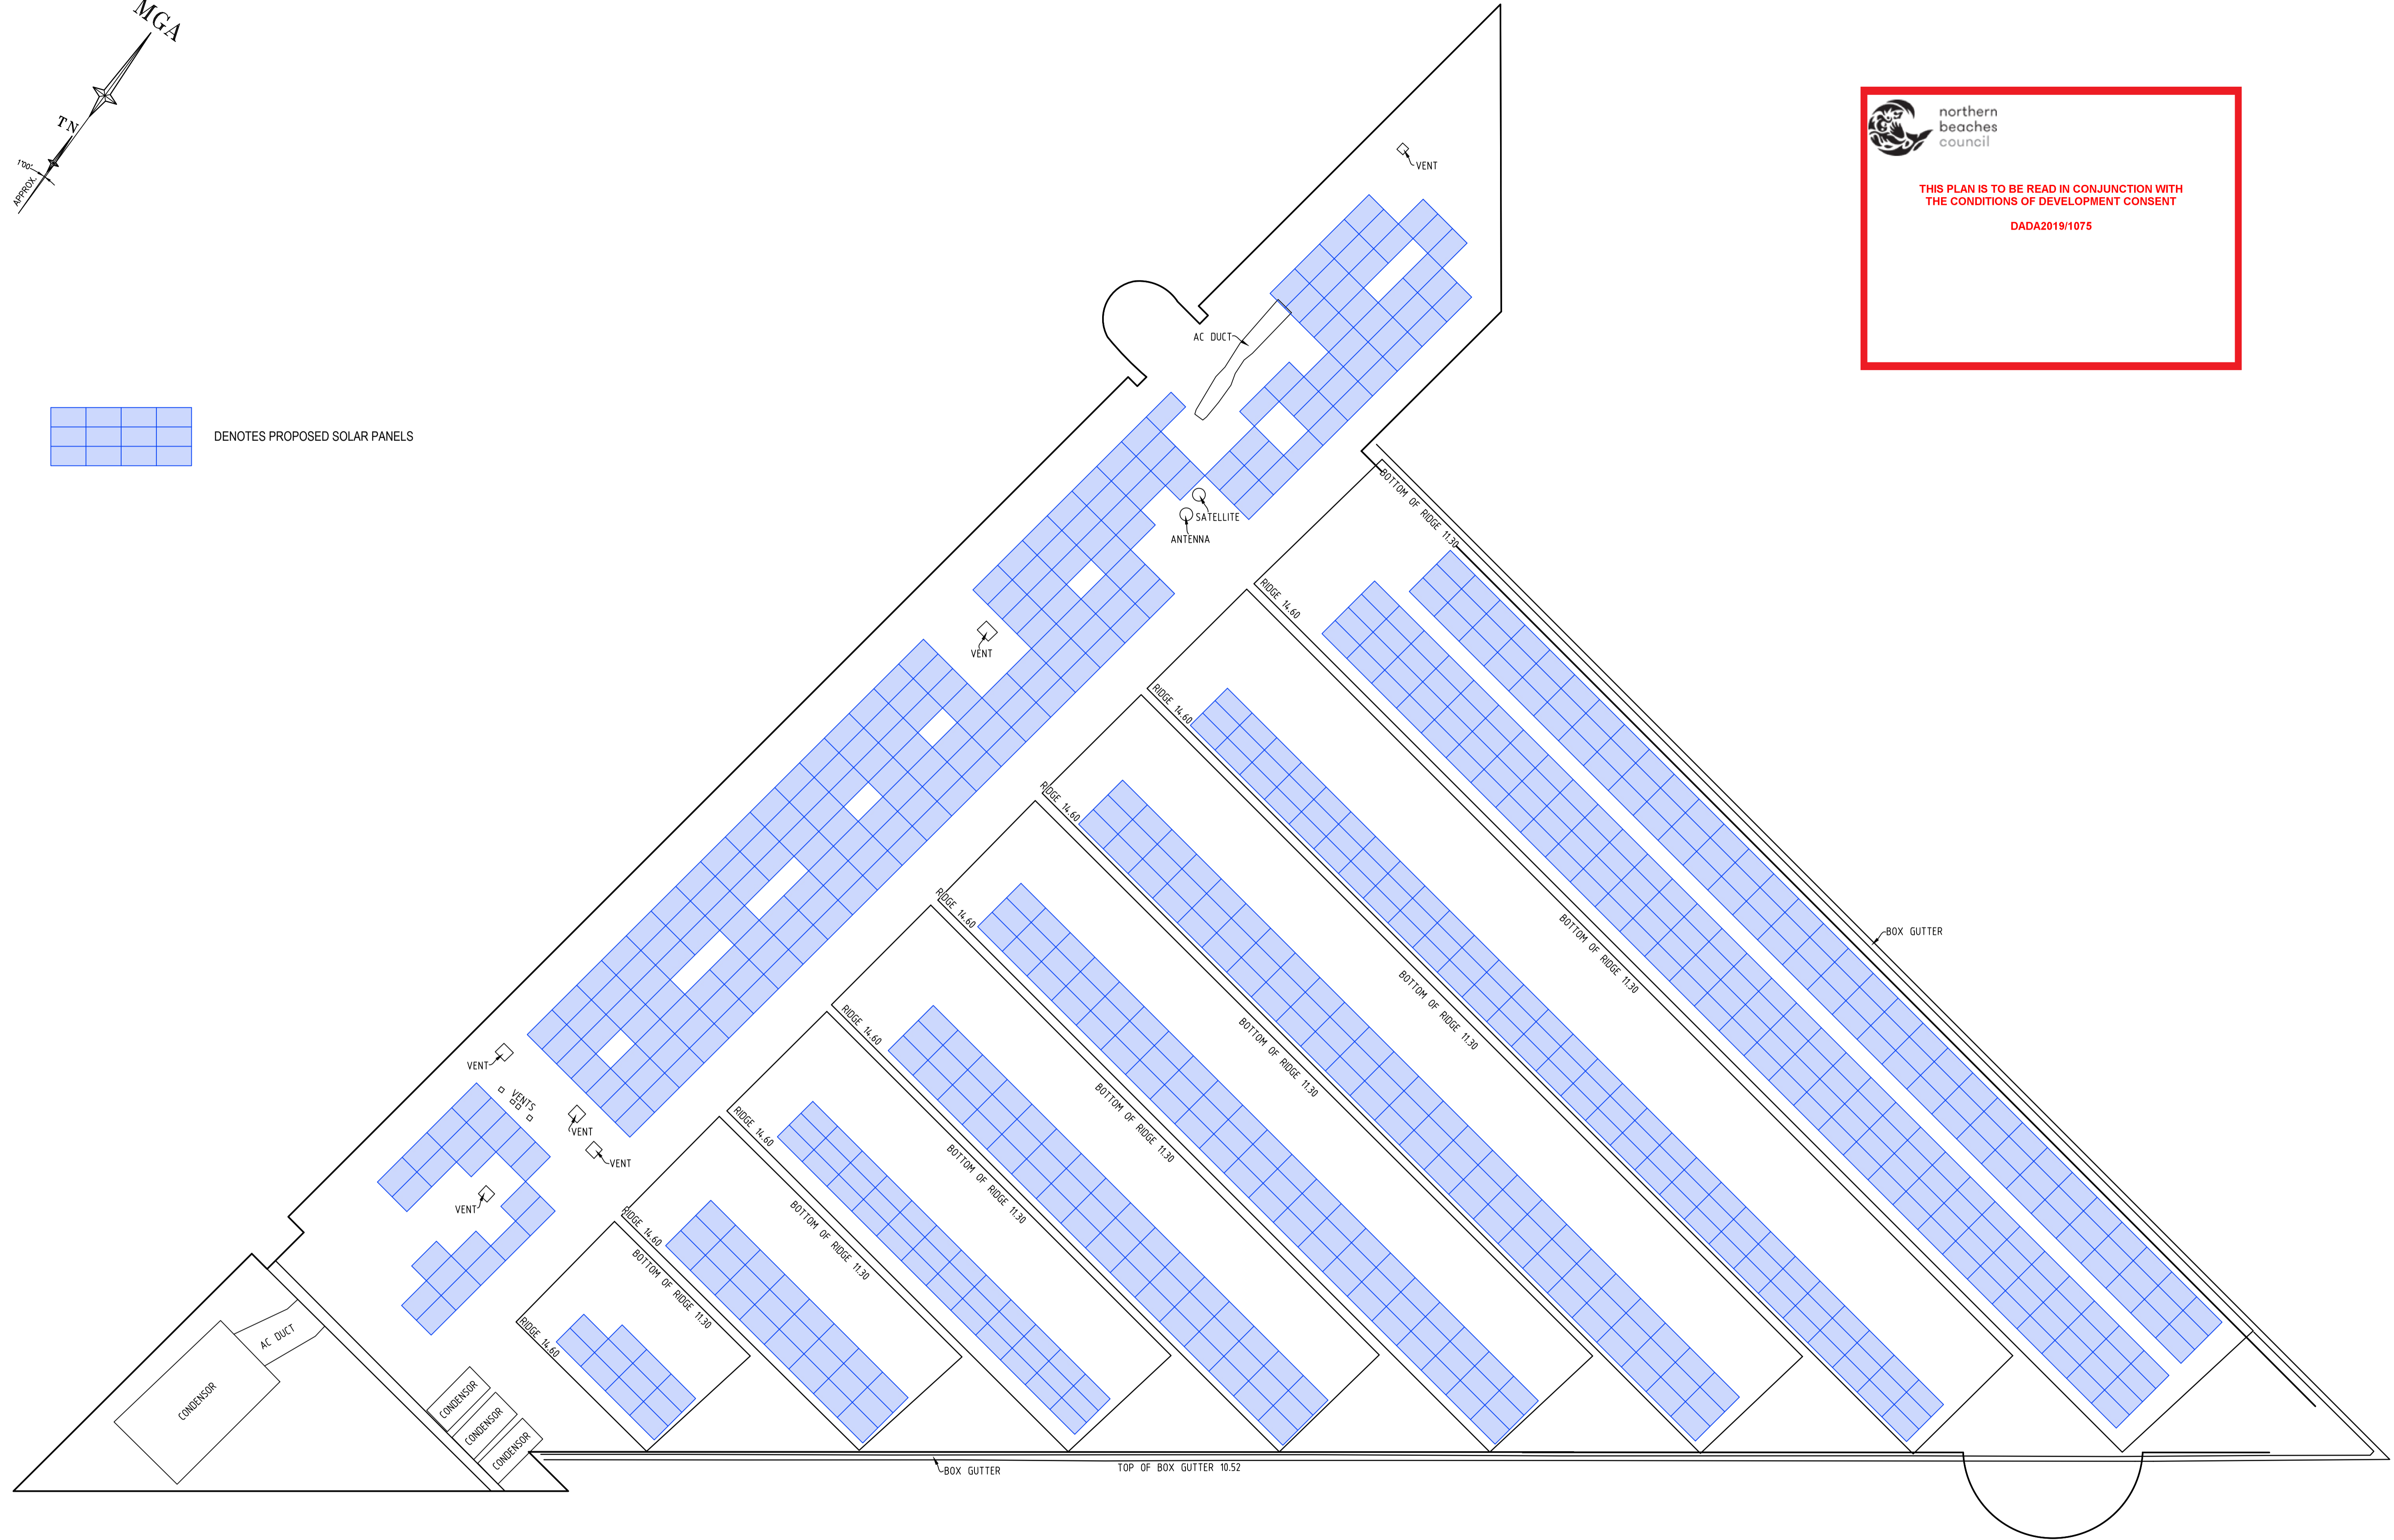 MGA
TN
1°00'
APPROX.
northern
beaches
council
THIS PLAN IS TO BE READ IN CONJUNCTION WITH
THE CONDITIONS OF DEVELOPMENT CONSENT
DADA2019/1075
VENT
AC DUCT
DENOTES PROPOSED SOLAR PANELS
BOTTOM OF RIDGE 11.30
SATELLITE
ANTENNA
RIDGE 14.60
VENT
RIDGE 14.60
RIDGE 14.60
RIDGE 14.60
BOTTOM OF RIDGE 11.30
BOX GUTTER
BOTTOM OF RIDGE 11.30
BOTTOM OF RIDGE 11.30
RIDGE 14.60
BOTTOM OF RIDGE 11.30
VENT
VENTS
VENT
VENT
RIDGE 14.60
BOTTOM OF RIDGE 11.30
VENT
RIDGE 14.60
BOTTOM OF RIDGE 11.30
BOTTOM OF RIDGE 11.30
RIDGE 14.60
AC DUCT
CONDENSOR
CONDENSOR
CONDENSOR
CONDENSOR
BOX GUTTER
TOP OF BOX GUTTER 10.52